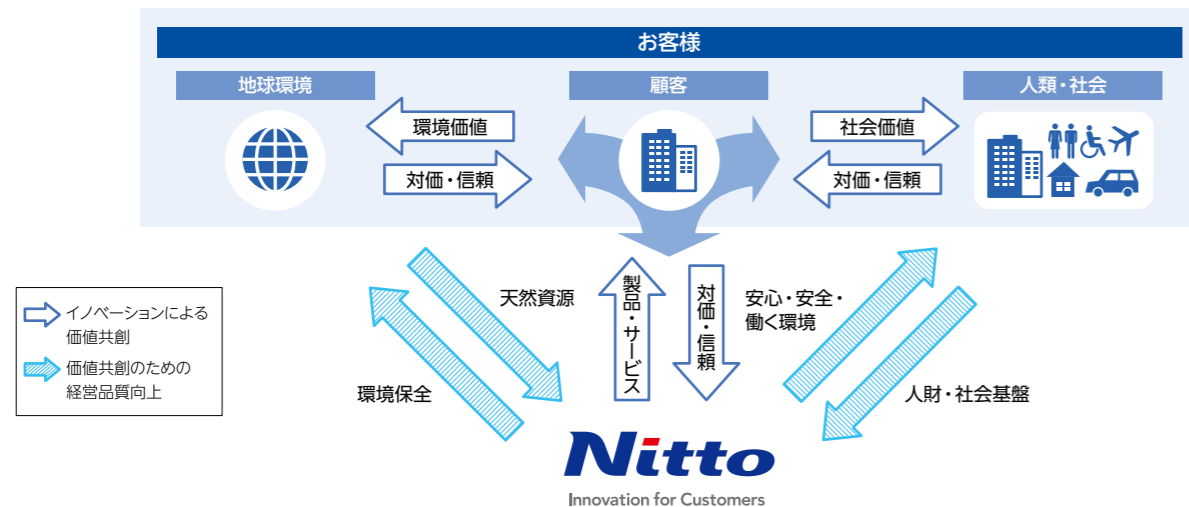 お客様
地球環境
顧客
人類・社会
環境価値
対価・信頼
社会価値
対価・信頼
イノベーションによる
価値共創
価値共創のための
経営品質向上
天然資源
環境保全
製品・サービス
対価・信頼
安心・安全・
働く環境
人財・社会基盤
Nitto
Innovation for Customers